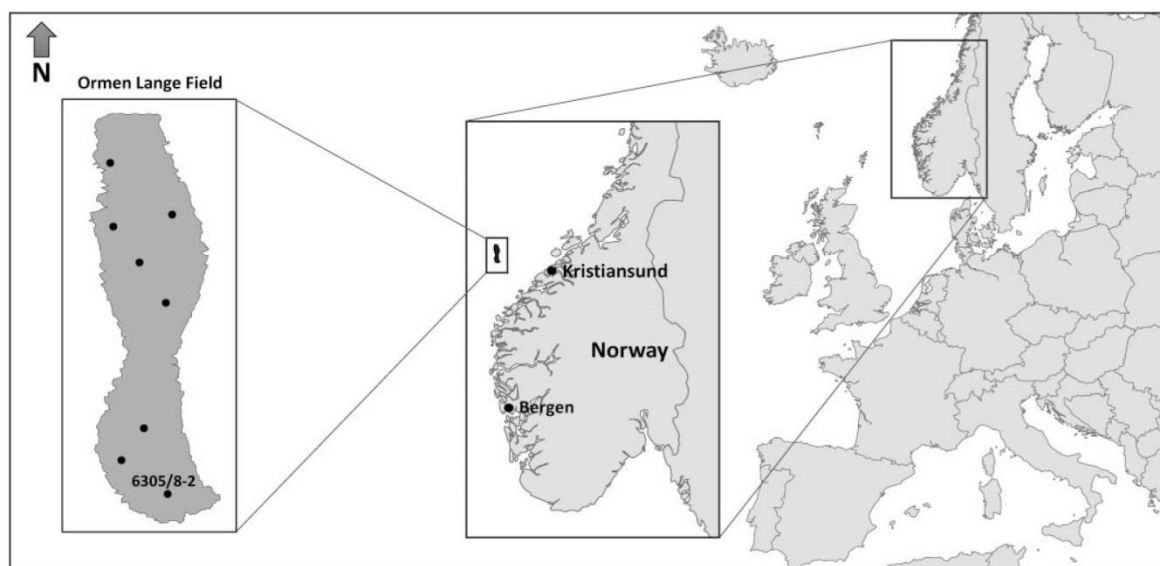 N
Ormen Lange Field
6305/8-2
Kristiansund
Norway
Bergen